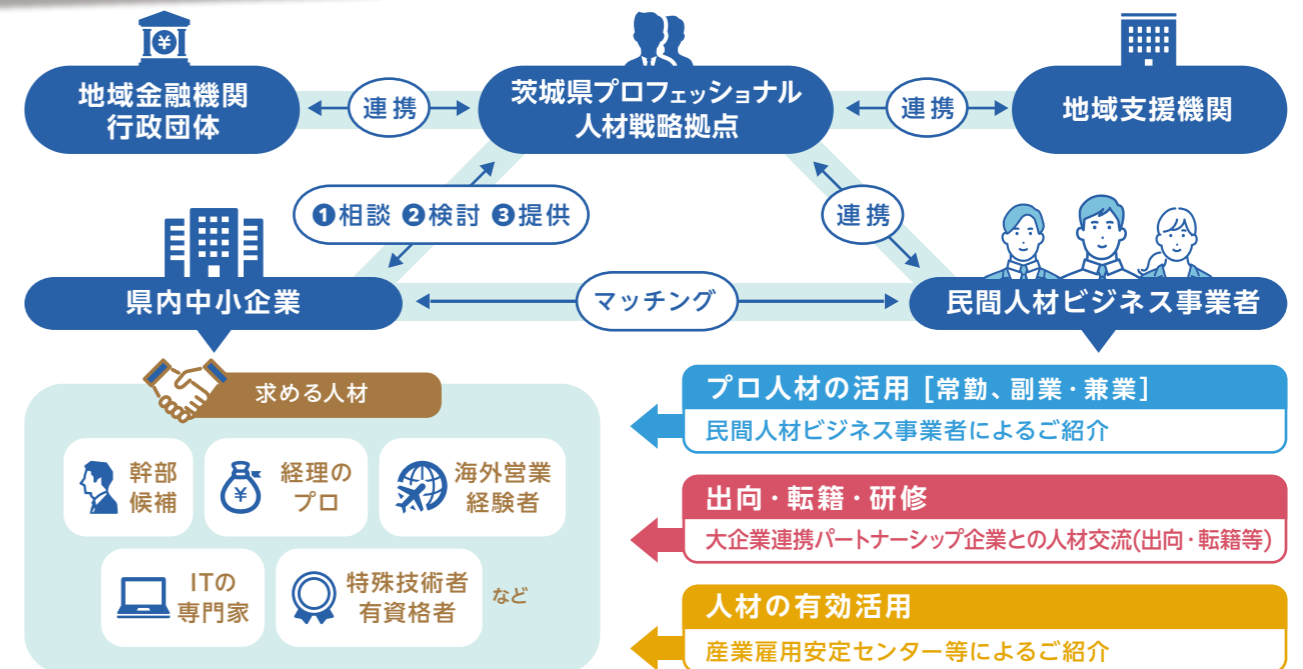 ¥
地域金融機関
行政団体
連携
茨城県プロフェッショナル
人材戦略拠点
連携
地域支援機関
❶相談 ❷検討 ❸提供
連携
県内中小企業
マッチング
民間人材ビジネス事業者
求める人材
幹部
候補
¥
経理の
プロ
海外営業
経験者
ITの
専門家
特殊技術者
有資格者
など
プロ人材の活用 [常勤、副業・兼業]
民間人材ビジネス事業者によるご紹介
出向・転籍・研修
大企業連携パートナーシップ企業との人材交流(出向・転籍等)
人材の有効活用
産業雇用安定センター等によるご紹介